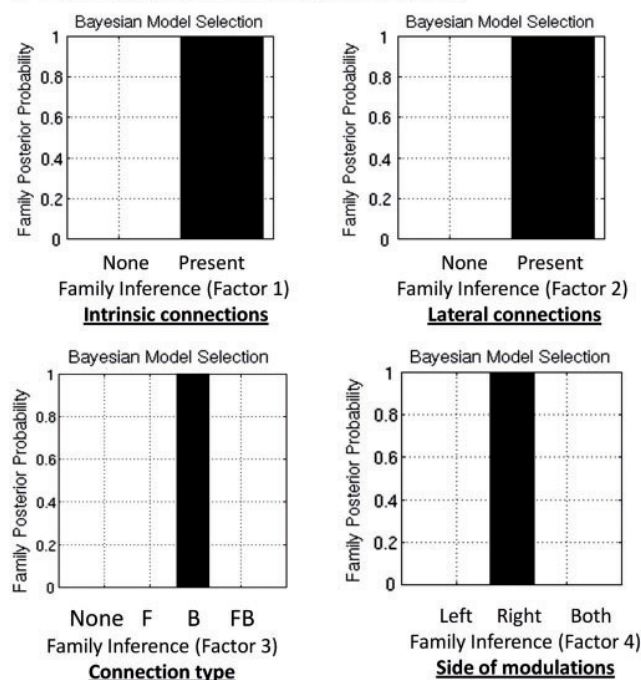 Bayesian Model Selection
Family Posterior Probability
1
0.8
0.6
0.4
0.2
0
None Present
Family Inference (Factor 1)
Intrinsic connections
Bayesian Model Selection
Family Posterior Probability
1
0.8
0.6
0.4
0.2
0
None Present
Family Inference (Factor 2)
Lateral connections
Bayesian Model Selection
Family Posterior Probability
1
0.8
0.6
0.4
0.2
0
None F B FB
Family Inference (Factor 3)
Connection type
Bayesian Model Selection
Family Posterior Probability
1
0.8
0.6
0.4
0.2
0
Left Right Both
Family Inference (Factor 4)
Side of modulations